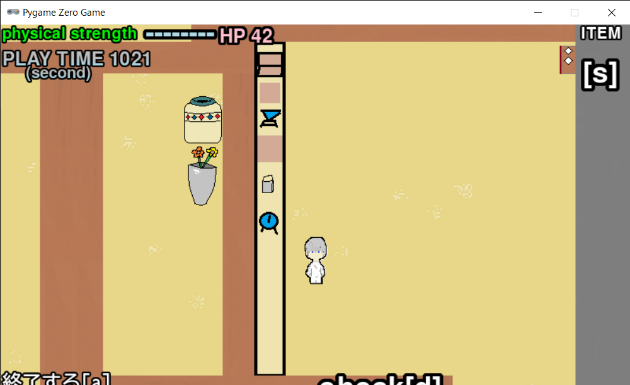 Pygame Zero Game
physical strength --------- HP 42
ITEM
PLAY TIME 1021
(second)
[s]
終了する[a]
check[d]